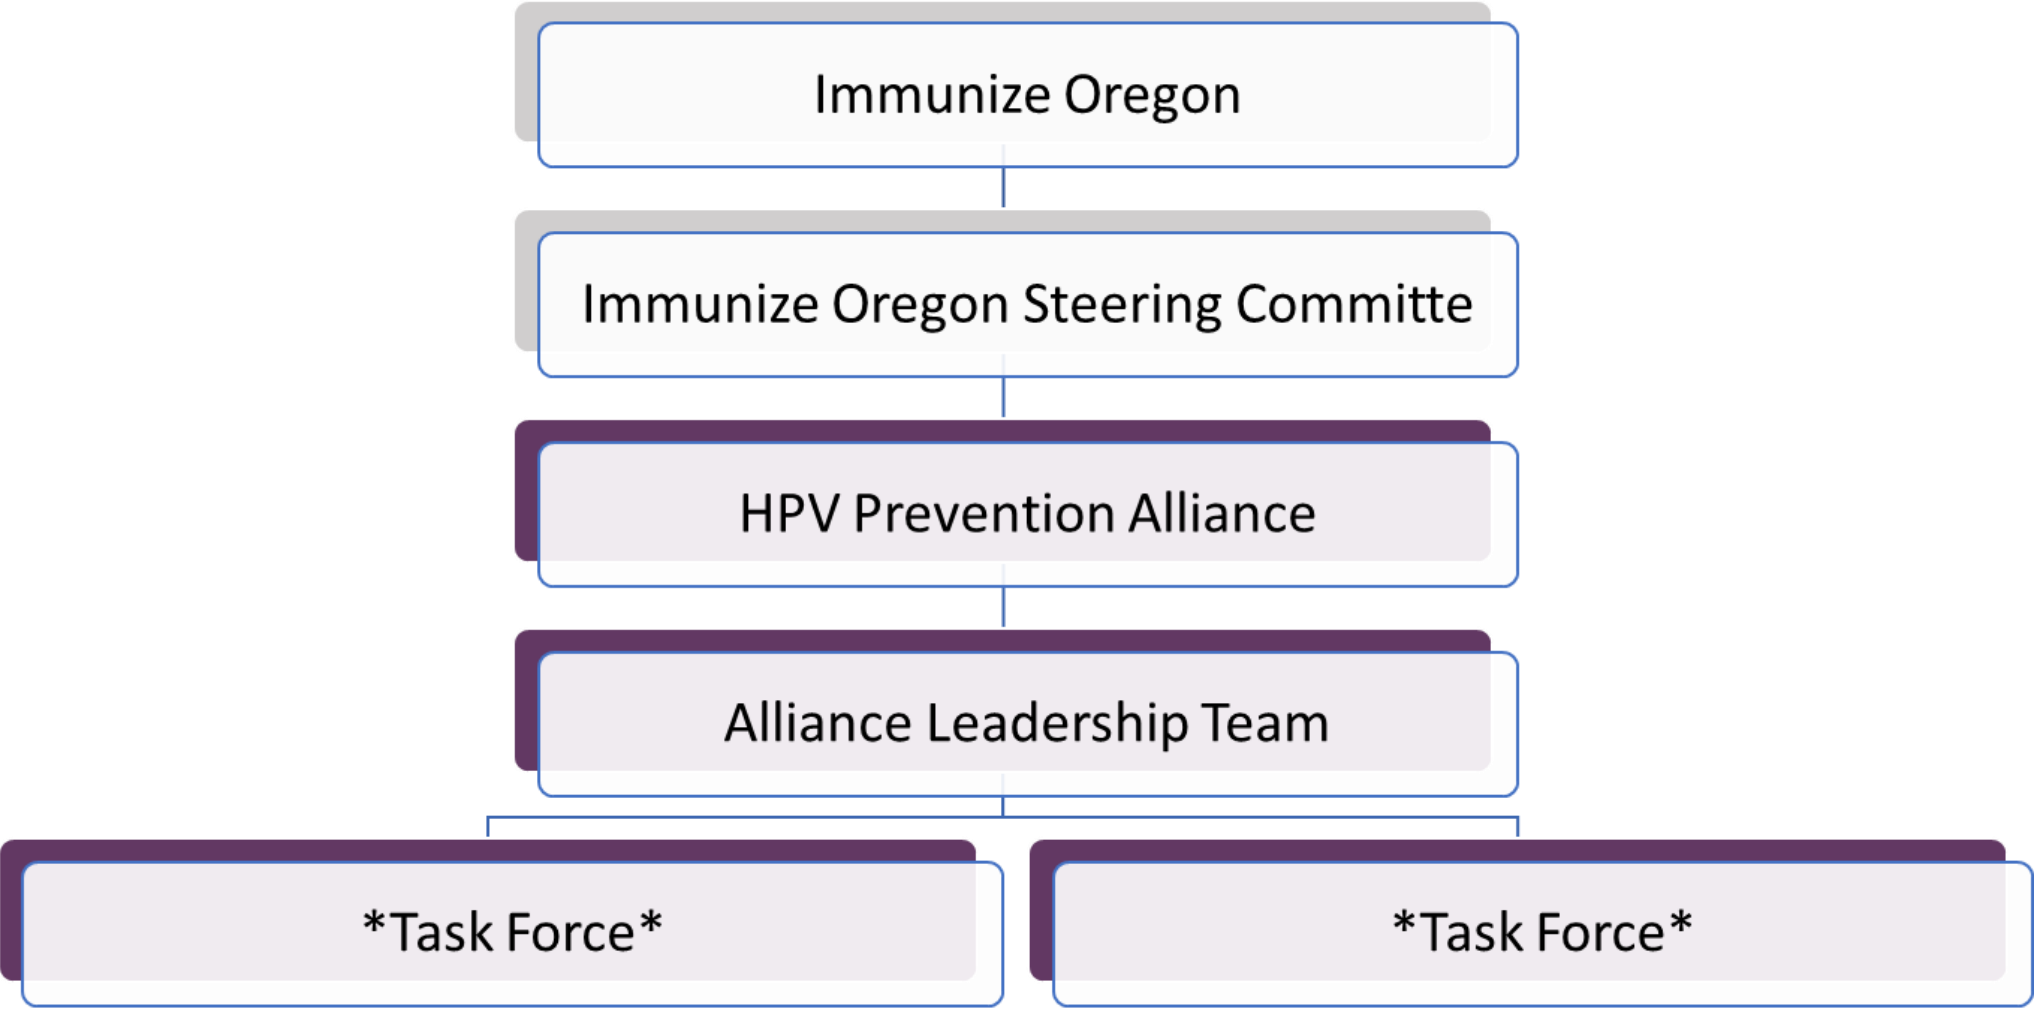 Immunize Oregon
Immunize Oregon Steering Committe
HPV Prevention Alliance
Alliance Leadership Team
*Task Force*
*Task Force*